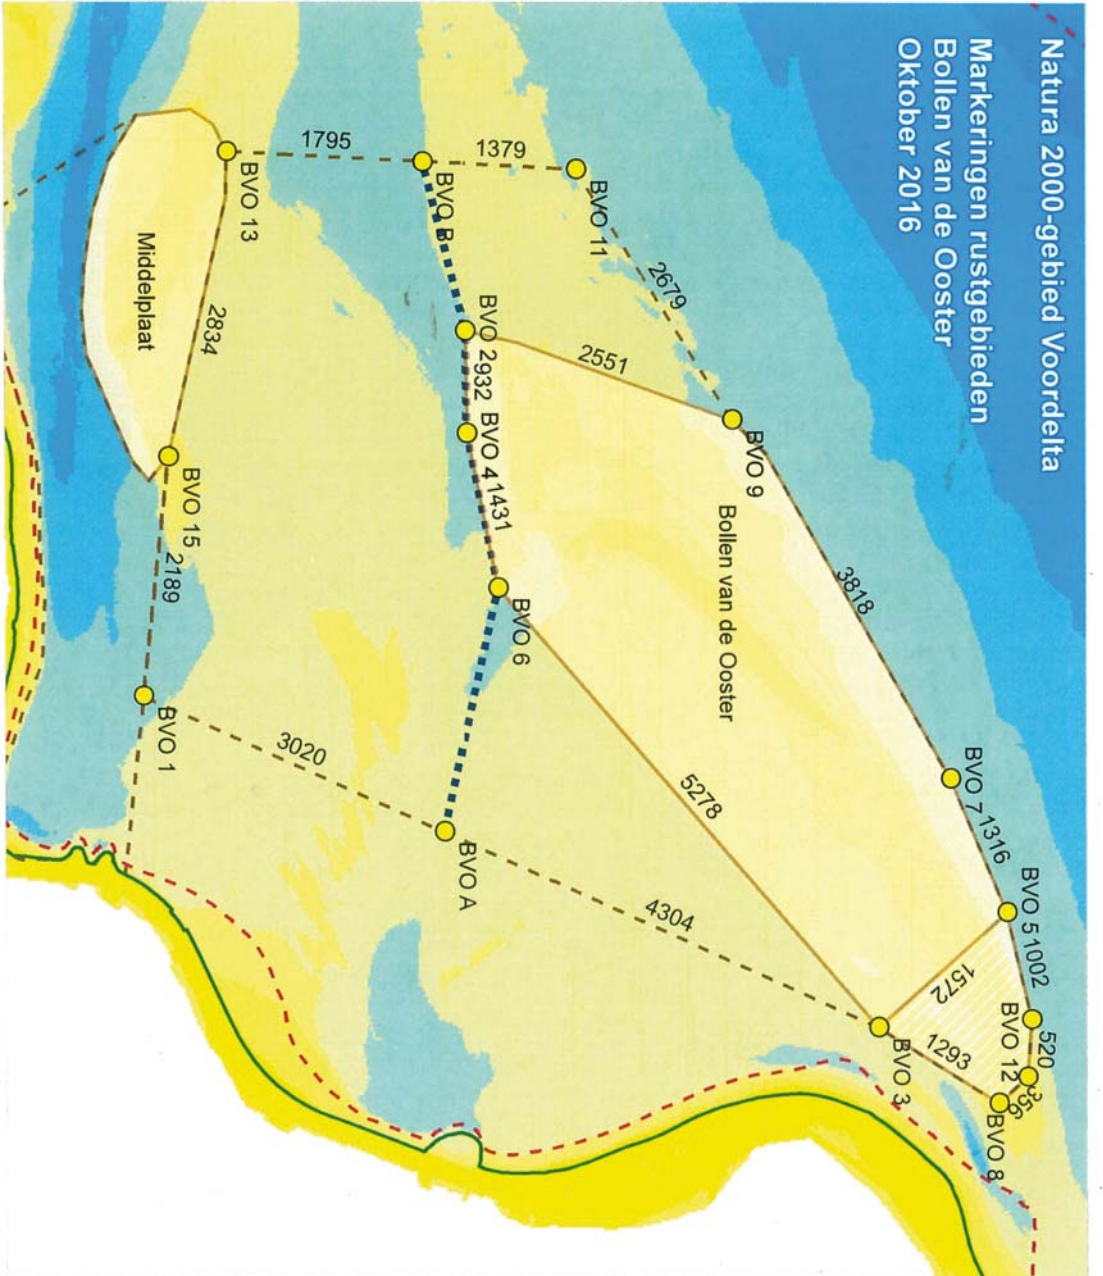 Natura 2000-gebied Voordelta
Markeringen rustgebieden
Bollen van de Ooster
Oktober 2016
BVO 5
1002
520
BVO 12
356
BVO 8
BVO 7
1316
1572
1293
BVO 3
3818
BVO 9
Bollen van de Ooster
5278
4304
BVO 11
2679
2551
1379
BVO B
BVO 2
932
BVO 4
1431
BVO 6
BVO A
1795
3020
BVO 13
2834
BVO 15
2189
BVO 1
Middelplaat